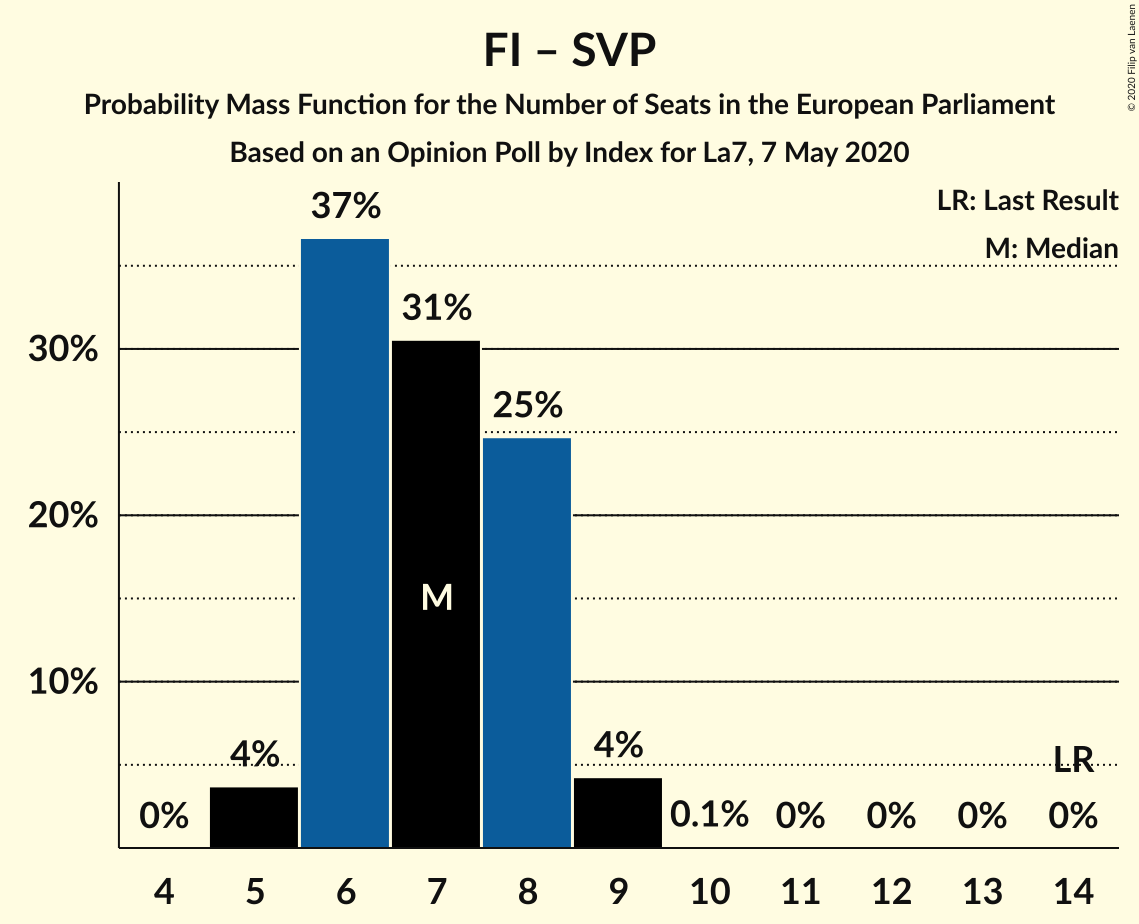 FI – SVP
Probability Mass Function for the Number of Seats in the European Parliament
Based on an Opinion Poll by Index for La7, 7 May 2020
© 2020 Filip van Laenen
LR: Last Result
M: Median
37%
31%
30%
25%
20%
M
10%
4%
4%
LR
0%
0.1%
0%
0%
0%
0%
4 5 6 7 8 9 10 11 12 13 14